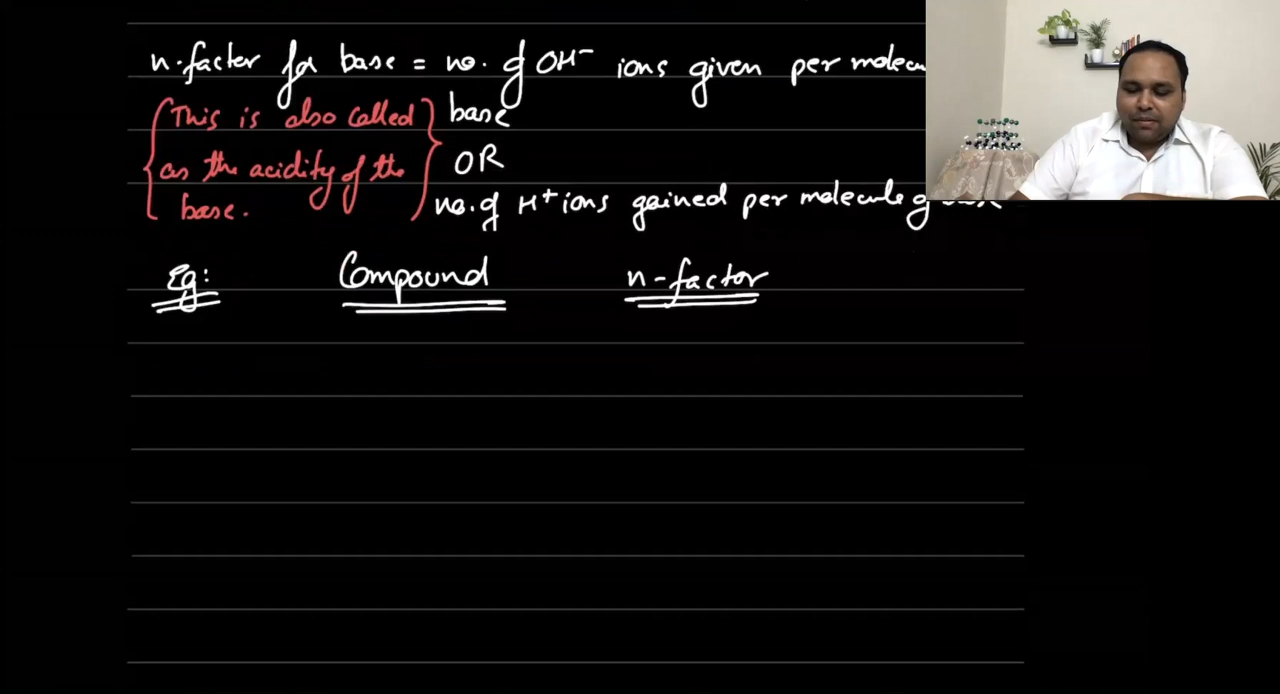 n-factor for base = no. of OH⁻ ions given per
{This is also called} base
as the acidity of the OR
base. no. of H⁺ ions gained per molecule of
Eg: Compound n-factor